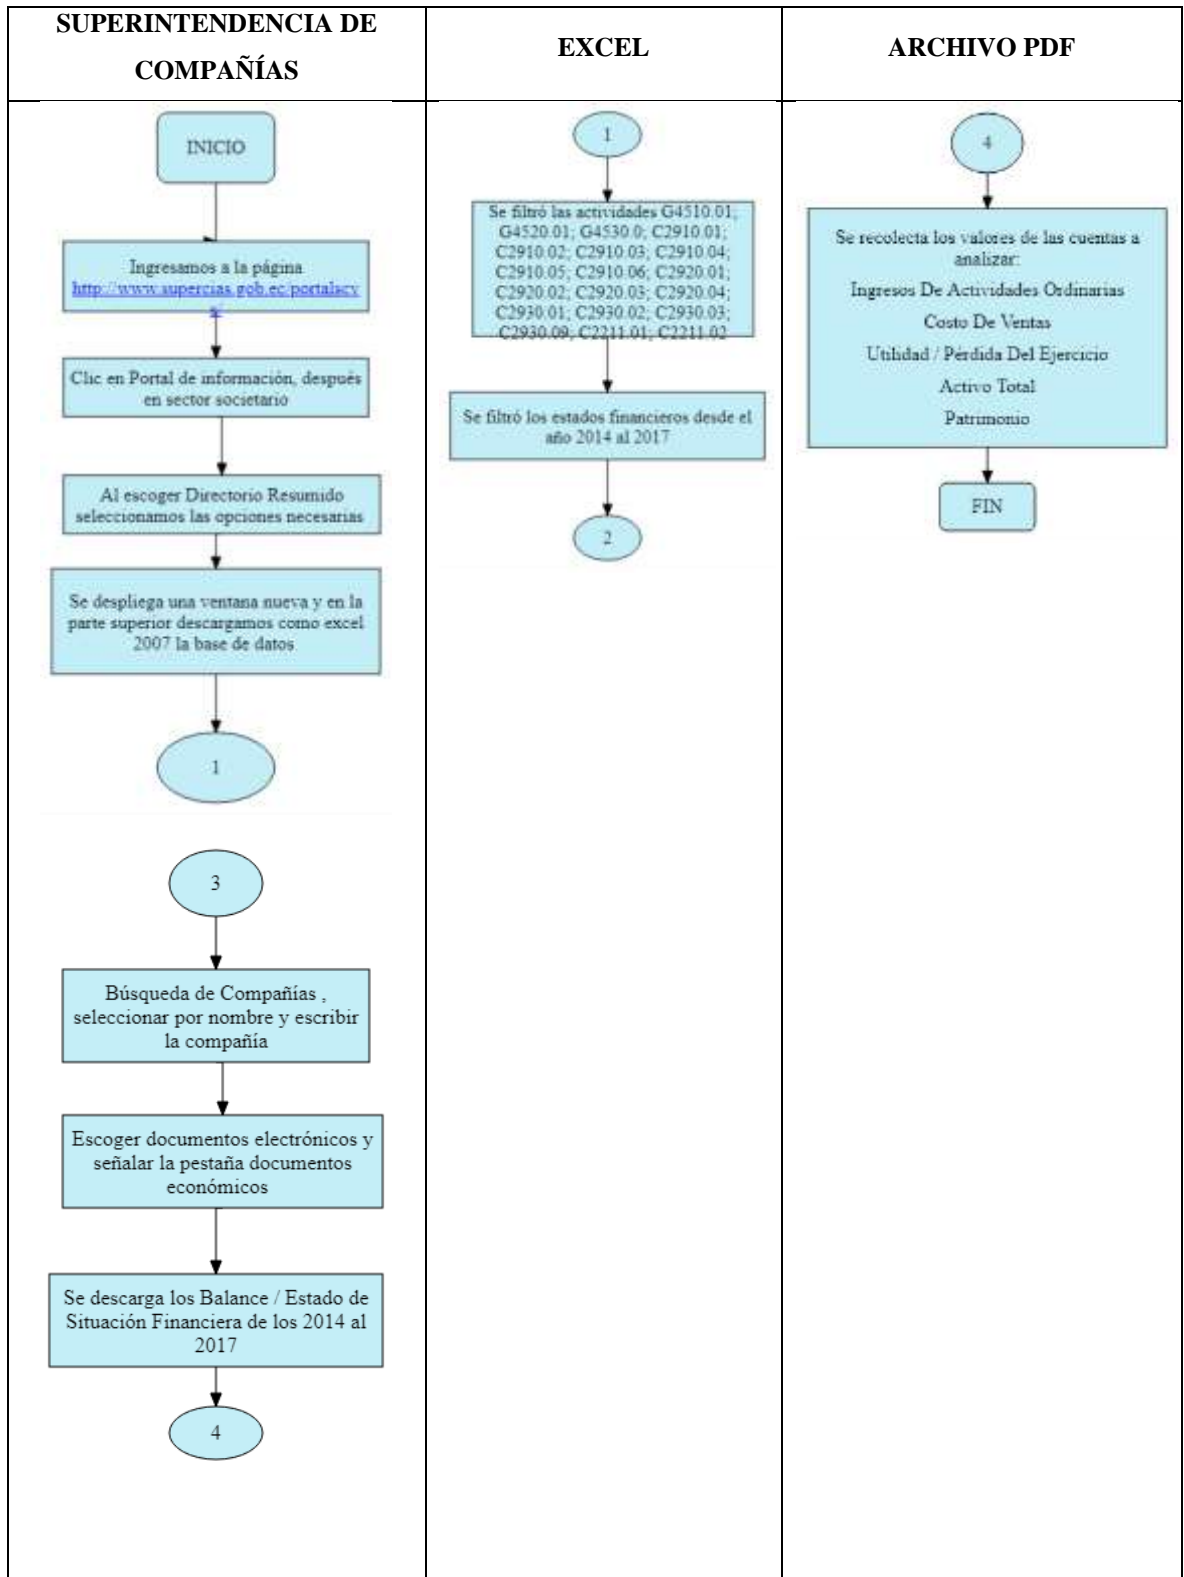 SUPERINTENDENCIA DE
COMPAÑÍAS
EXCEL
ARCHIVO PDF
INICIO
Ingresamos a la página
http://www.supercias.gob.ec/portalscv
s/
Clic en Portal de información, después
en sector societario
Al escoger Directorio Resumido
seleccionamos las opciones necesarias
Se despliega una ventana nueva y en la
parte superior descargamos como excel
2007 la base de datos
1
3
Búsqueda de Compañías ,
seleccionar por nombre y escribir
la compañía
Escoger documentos electrónicos y
señalar la pestaña documentos
económicos
Se descarga los Balance / Estado de
Situación Financiera de los 2014 al
2017
4
1
Se filtró las actividades G4510.01;
G4520.01; G4530.0; C2910.01;
C2910.02; C2910.03; C2910.04;
C2910.05; C2910.06; C2920.01;
C2920.02; C2920.03; C2920.04;
C2930.01; C2930.02; C2930.03;
C2930.09; C2211.01; C2211.02
Se filtró los estados financieros desde el
año 2014 al 2017
2
4
Se recolecta los valores de las cuentas a
analizar:
Ingresos De Actividades Ordinarias
Costo De Ventas
Utilidad / Pérdida Del Ejercicio
Activo Total
Patrimonio
FIN